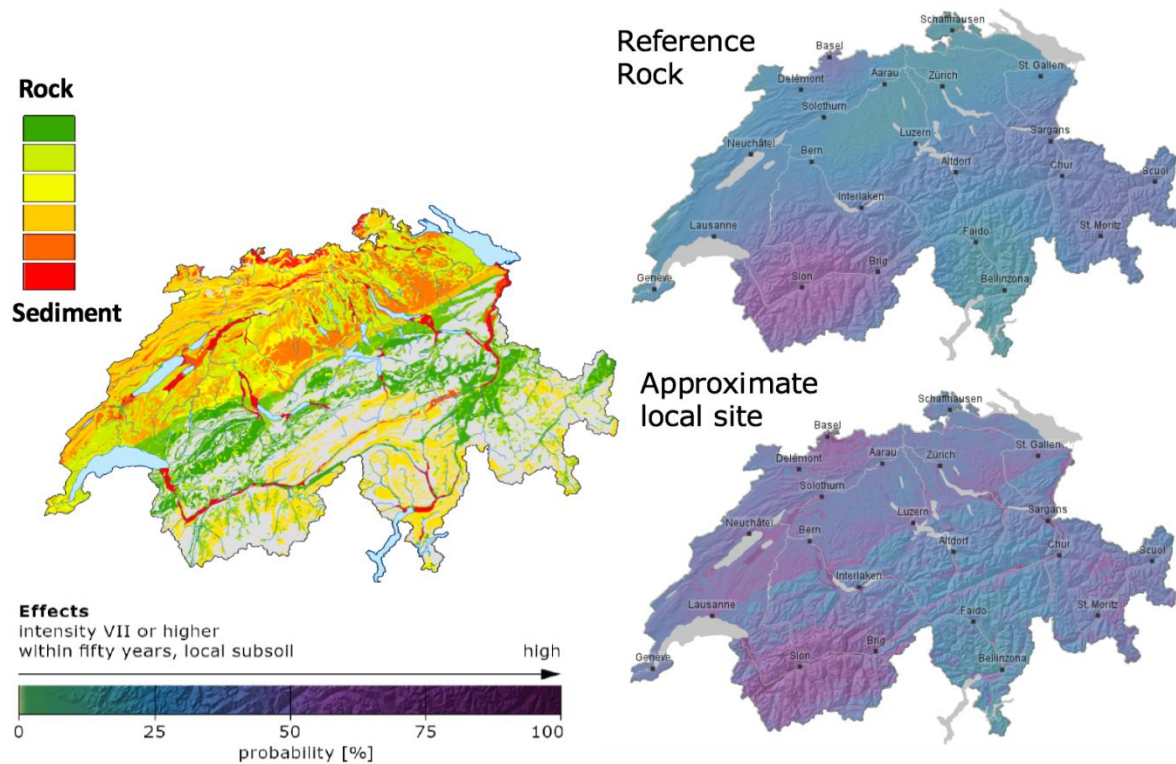 Rock
Sediment
Effects
intensity VII or higher
within fifty years, local subsoil
high
0
25
50
75
100
probability [%]
Reference
Rock
Schaffhausen
Basel
St. Gallen
Delémont
Aarau
Zürich
Solothurn
Luzern
Sargans
Neuchâtel
Bern
Altdorf
Chur
Scuol
Interlaken
Lausanne
Faido
St. Moritz
Sion
Brig
Genève
Bellinzona
Approximate
local site
Schaffhausen
Basel
St. Gallen
Delémont
Aarau
Zürich
Solothurn
Luzern
Sargans
Neuchâtel
Bern
Altdorf
Chur
Scuol
Interlaken
Lausanne
Faido
St. Moritz
Sion
Brig
Genève
Bellinzona